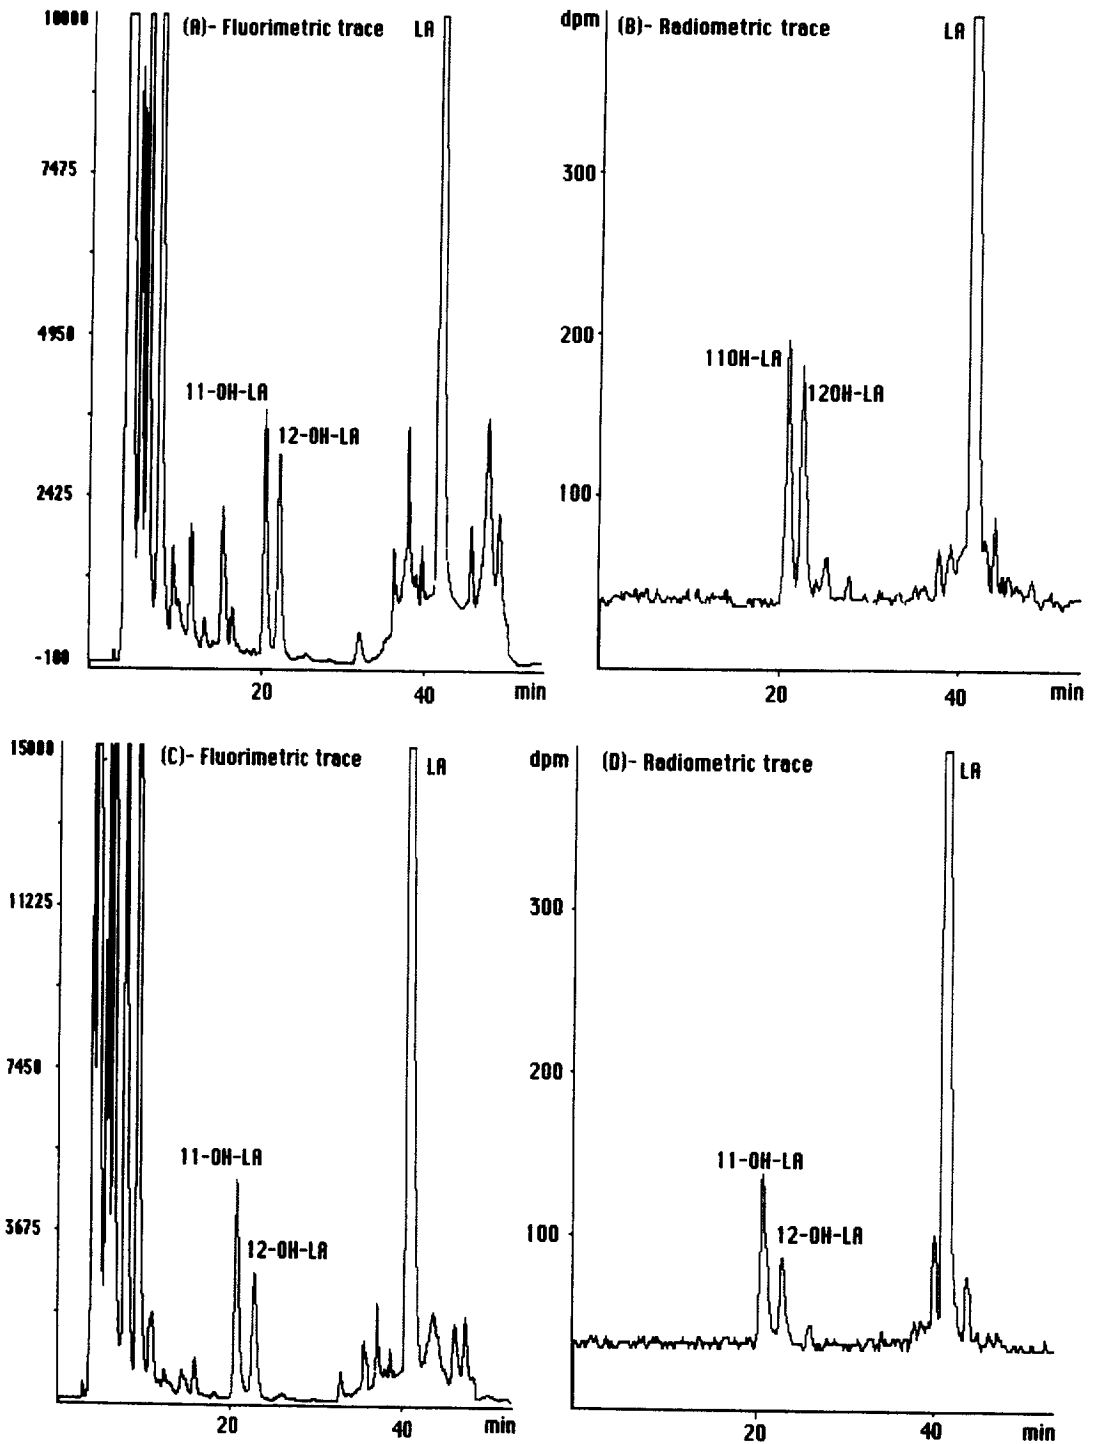 10000
(A)- Fluorimetric trace
LA
7475
4950
11-OH-LA
12-OH-LA
2425
-100
20
40
min
dpm
(B)- Radiometric trace
LA
300
200
11OH-LA
12OH-LA
100
20
40
min
15000
(C)- Fluorimetric trace
LA
11225
7450
11-OH-LA
3675
12-OH-LA
20
40
min
dpm
(D)- Radiometric trace
LA
300
200
11-OH-LA
100
12-OH-LA
20
40
min